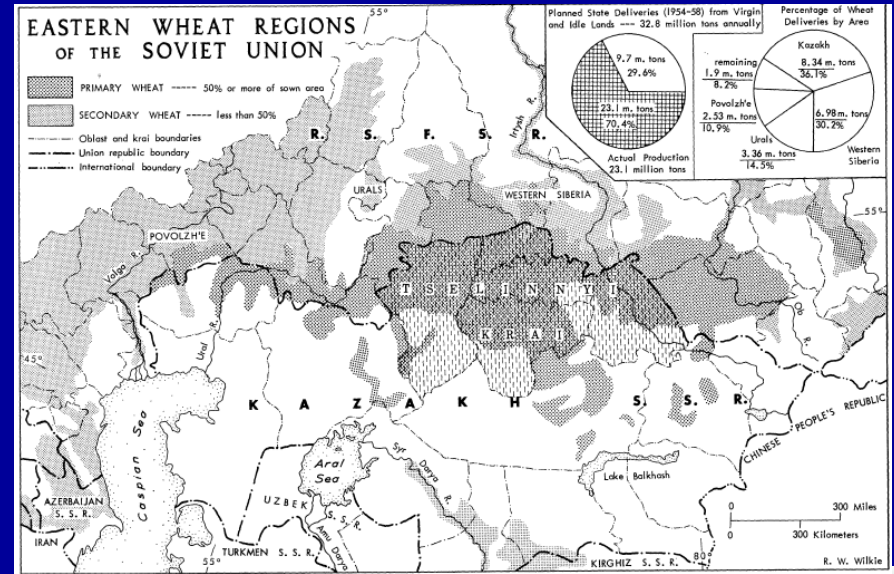 EASTERN WHEAT REGIONS
OF THE SOVIET UNION
PRIMARY WHEAT ----- 50% or more of sown area
SECONDARY WHEAT ----- less than 50%
Oblast and krai boundaries
Union republic boundary
International boundary
55°
Planned State Deliveries (1954-58) from Virgin
and Idle Lands --- 32.8 million tons annually
9.7 m. tons
29.6%
23.1 m. tons
70.4%
Actual Production
23.1 million tons
Percentage of Wheat
Deliveries by Area
Kazakh
8.34 m. tons
36.1%
remaining
1.9 m. tons
8.2%
Povolzh'e
2.53 m. tons
10.9%
6.98 m. tons
30.2%
Urals
3.36 m. tons
14.5%
Western
Siberia
R. S. F. S. R.
Irtysh R.
URALS
WESTERN SIBERIA
55°
POVOLZH'E
Volga R.
TSELINNYI
KRAI
Ural R.
Ob R.
45°
KAZAKH S. S. R.
CHINESE PEOPLE'S REPUBLIC
Caspian Sea
Aral
Sea
Syr Darya R.
Lake Balkhash
AZERBAIJAN
S. S. R.
UZBEK S. S. R.
Amu Darya
IRAN
TURKMEN S. S. R.
KIRGHIZ S. S. R.
55°
80°
0 300 Miles
0 300 Kilometers
R. W. Wilkie